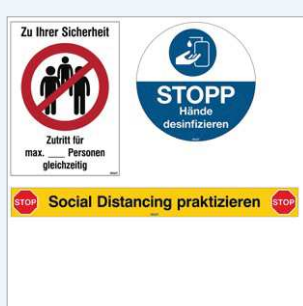 Zu Ihrer Sicherheit
Zutritt für
max. ___ Personen
gleichzeitig
STOPP
Hände
desinfizieren
STOP Social Distancing praktizieren STOP